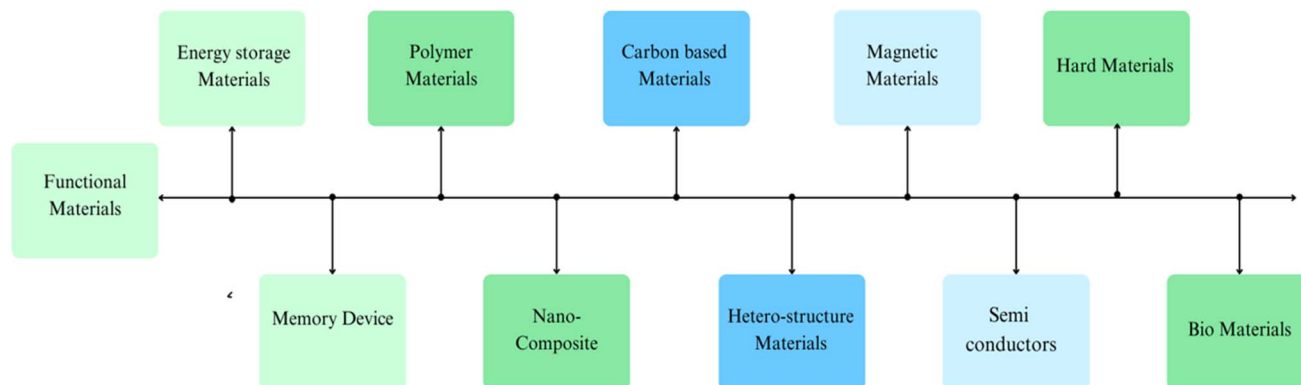 Energy storage
Materials
Polymer
Materials
Carbon based
Materials
Magnetic
Materials
Hard Materials
Functional
Materials
Memory Device
Nano-
Composite
Hetero-structure
Materials
Semi
conductors
Bio Materials